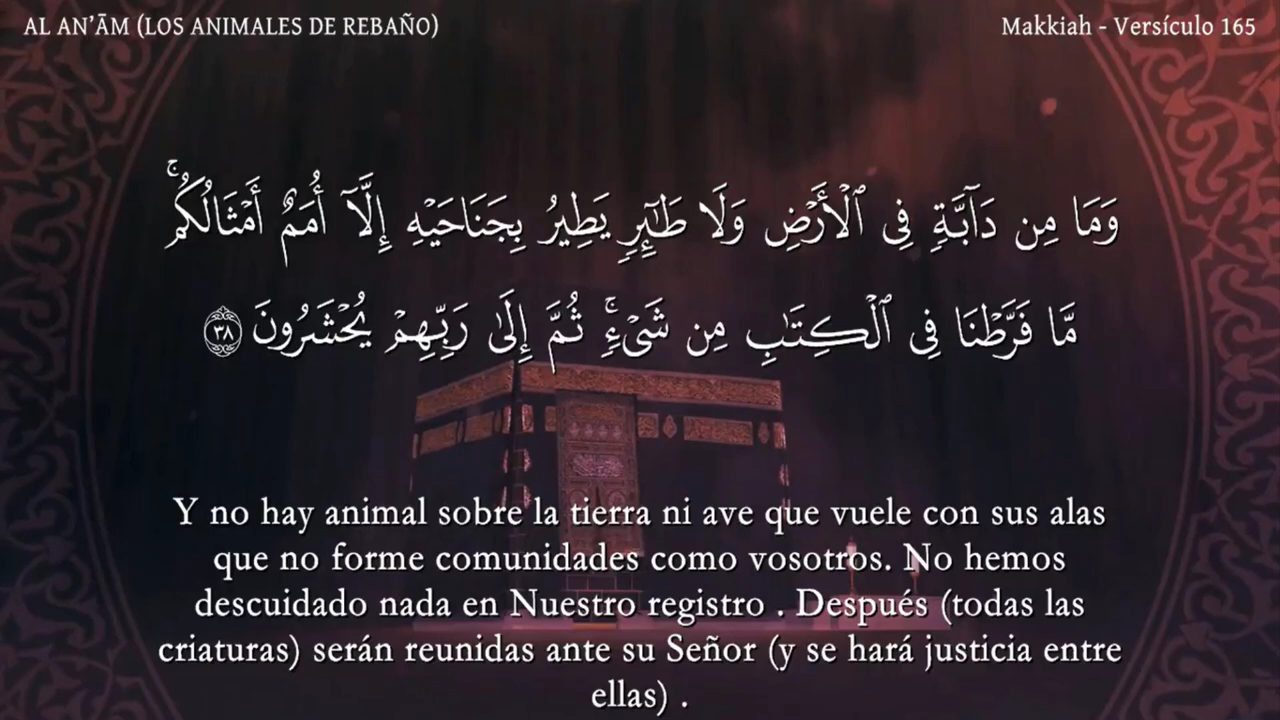 AL AN’ĀM (LOS ANIMALES DE REBAÑO)
Makkiah - Versículo 165
وَمَا مِن دَآبَّةٖ فِي ٱلۡأَرۡضِ وَلَا طَٰٓئِرٖ يَطِيرُ بِجَنَاحَيۡهِ إِلَّآ أُمَمٌ أَمۡثَالُكُمۚ
مَّا فَرَّطۡنَا فِي ٱلۡكِتَٰبِ مِن شَيۡءٖۚ ثُمَّ إِلَىٰ رَبِّهِمۡ يُحۡشَرُونَ ٣٨
Y no hay animal sobre la tierra ni ave que vuele con sus alas
que no forme comunidades como vosotros. No hemos
descuidado nada en Nuestro registro . Después (todas las
criaturas) serán reunidas ante su Señor (y se hará justicia entre
ellas) .